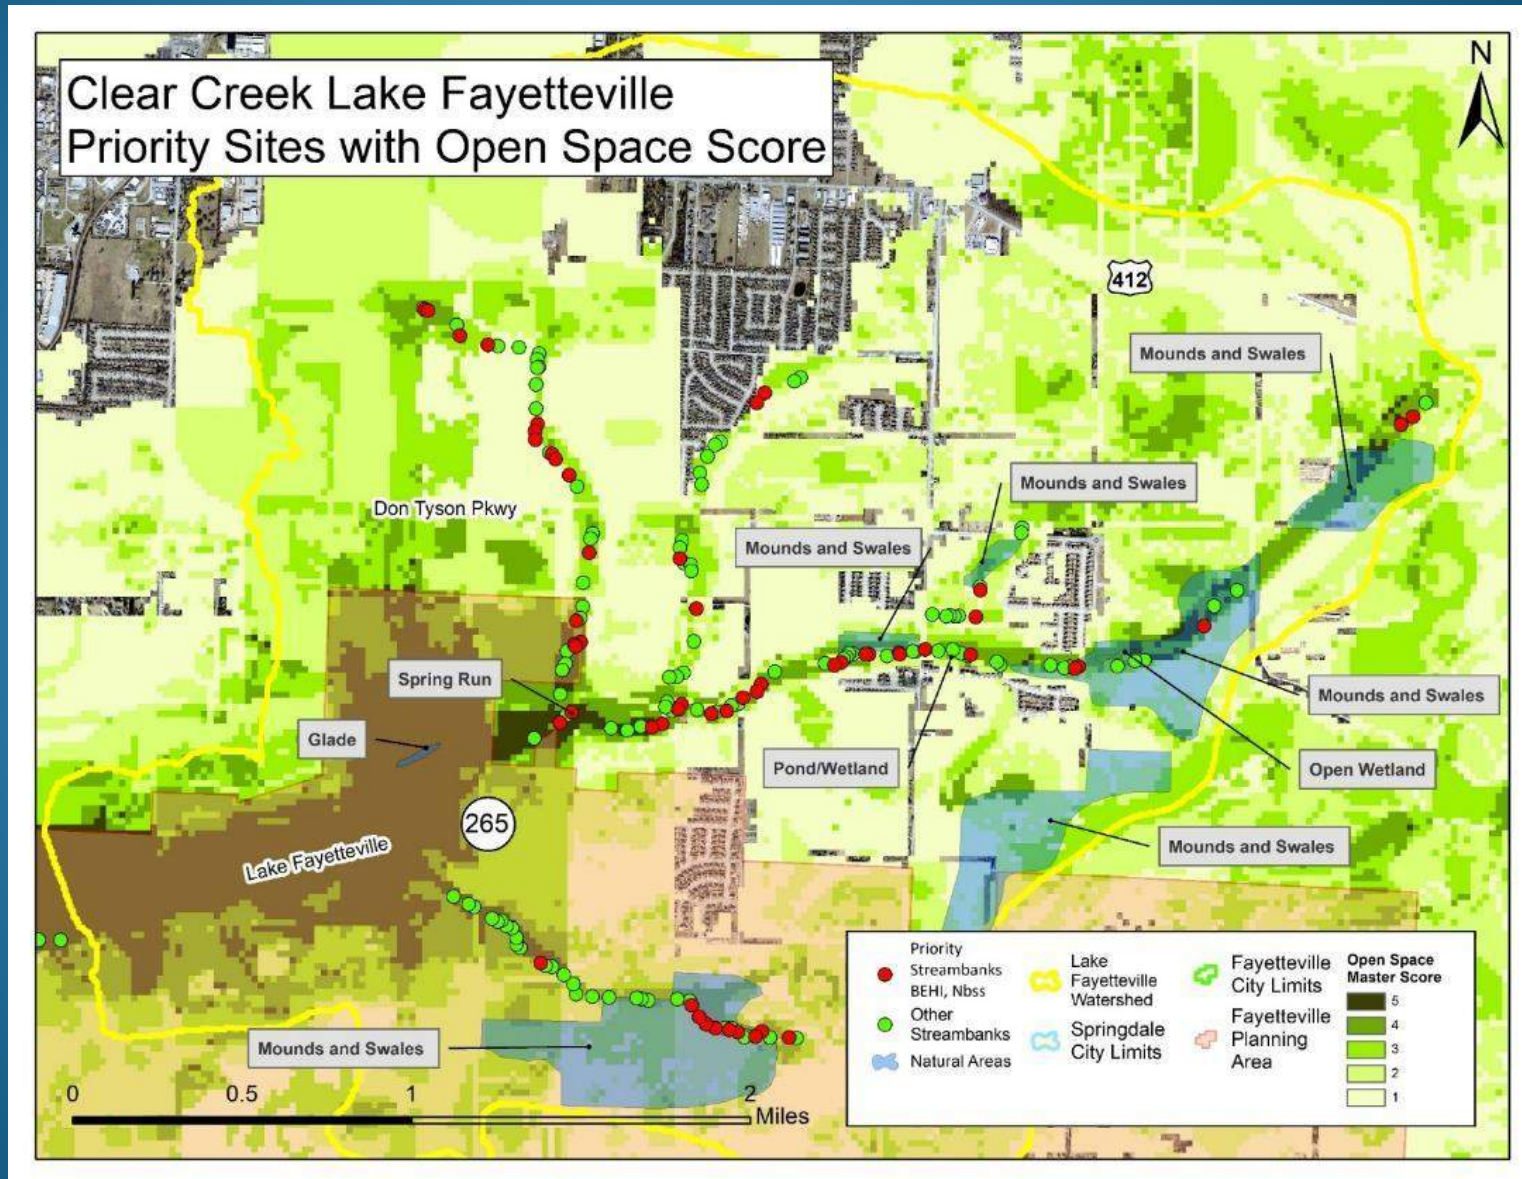 Clear Creek Lake Fayetteville
Priority Sites with Open Space Score
N
412
Mounds and Swales
Mounds and Swales
Don Tyson Pkwy
Mounds and Swales
Spring Run
Mounds and Swales
Glade
Pond/Wetland
Open Wetland
265
Mounds and Swales
Lake Fayetteville
Mounds and Swales
0
0.5
1
2
Miles
Priority
Streambanks
BEHI, Nbss
Other
Streambanks
Natural Areas
Lake
Fayetteville
Watershed
Springdale
City Limits
Fayetteville
City Limits
Fayetteville
Planning
Area
Open Space
Master Score
5
4
3
2
1